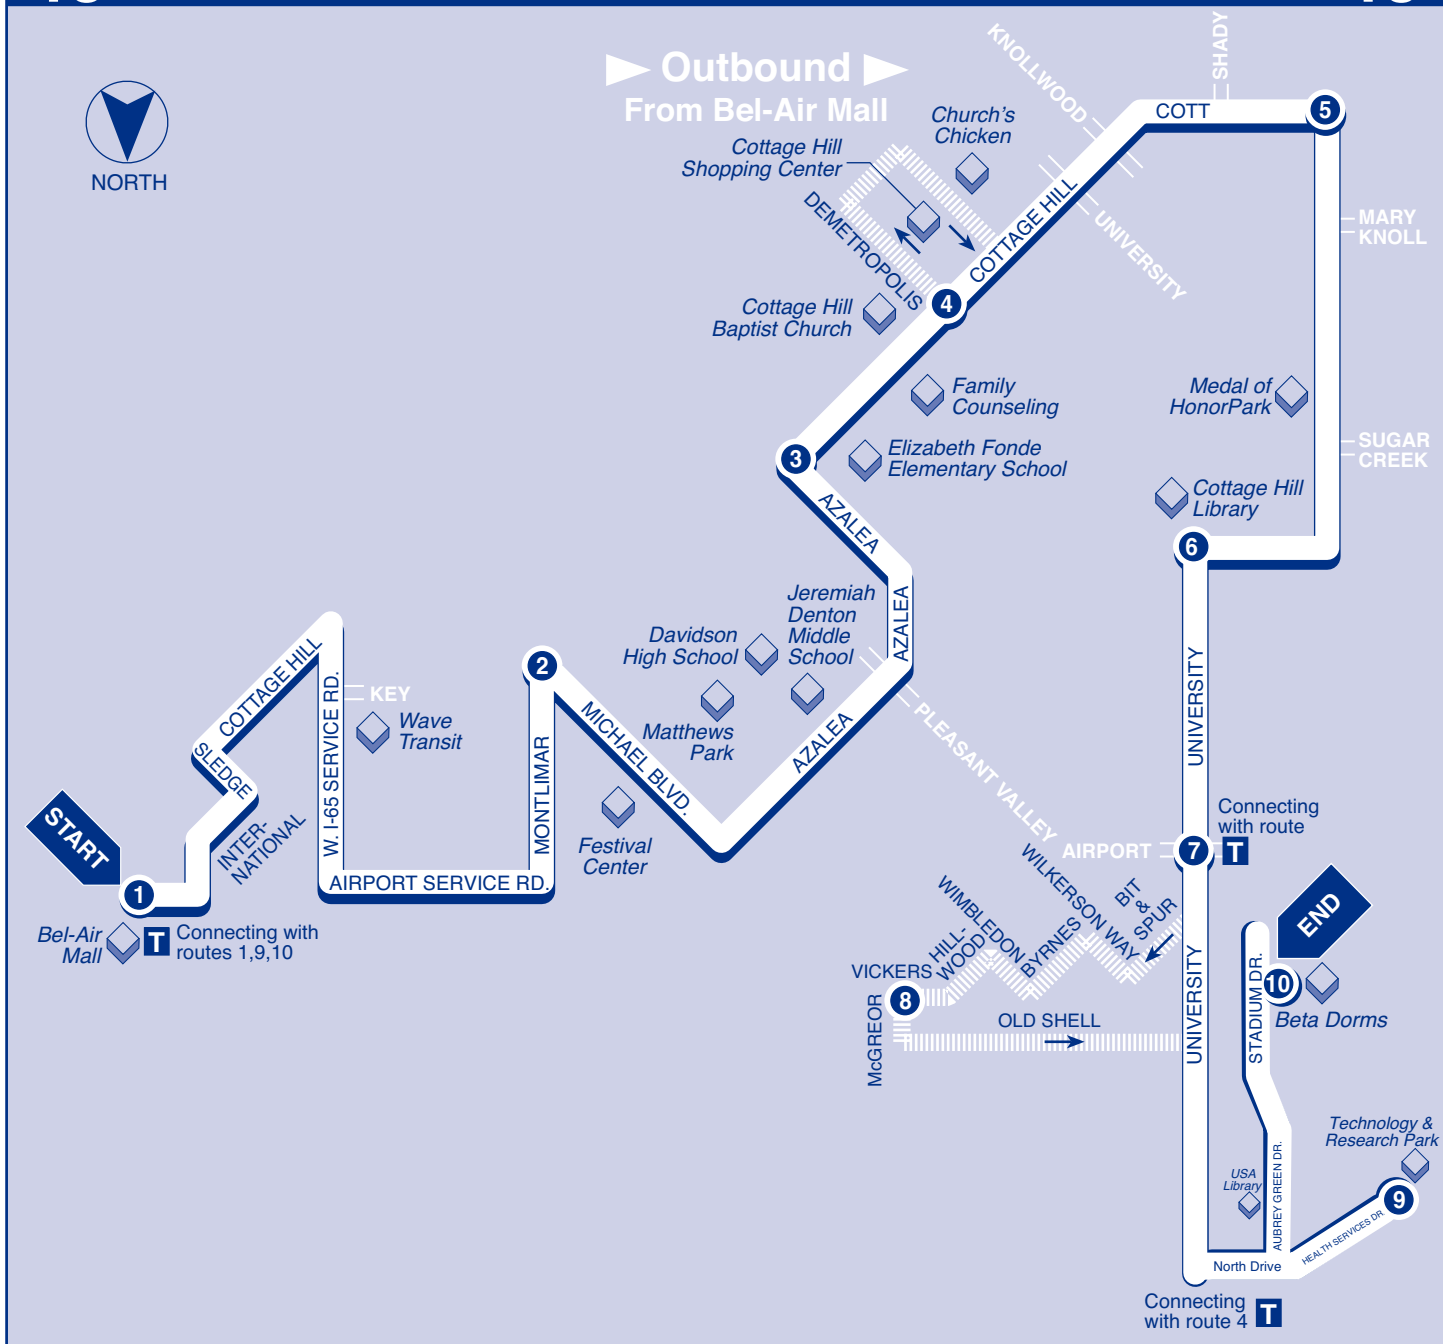 Outbound
From Bel-Air Mall
NORTH
KNOLLWOOD
SHADY
COTT
5
Church's
Chicken
Cottage Hill
Shopping Center
DEMETROPOLIS
COTTAGE HILL
UNIVERSITY
MARY
KNOLL
4
Cottage Hill
Baptist Church
Family
Counseling
Medal of
HonorPark
3
Elizabeth Fonde
Elementary School
SUGAR
CREEK
Cottage Hill
Library
AZALEA
6
Jeremiah
Denton
Middle
School
AZALEA
Davidson
High School
2
COTTAGE HILL
SLEDGE
W. I-65 SERVICE RD.
KEY
Wave
Transit
MICHAEL BLVD.
Matthews
Park
AZALEA
PLEASANT VALLEY
UNIVERSITY
START
INTER-
NATIONAL
MONTLIMAR
Festival
Center
Connecting
with route
T
AIRPORT
7
1
AIRPORT SERVICE RD.
Bel-Air
Mall
T
Connecting with
routes 1,9,10
WILKERSON WAY
BIT
&
SPUR
WIMBLEDON
BYRNES
HILL-
WOOD
VICKERS
8
McGREOR
OLD SHELL
UNIVERSITY
END
STADIUM DR.
10
Beta Dorms
Technology &
Research Park
USA
Library
AUBREY GREEN DR.
9
HEALTH SERVICES DR.
North Drive
Connecting
with route 4
T